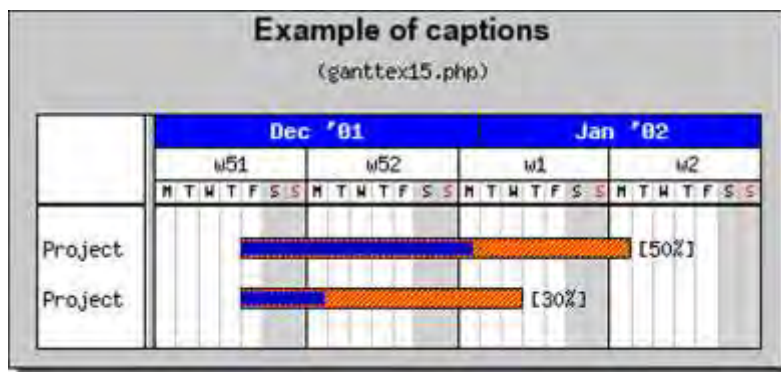 Example of captions
(ganttex15.php)
Dec '01 Jan '02
w51 w52 w1 w2
M T W T F S S M T W T F S S M T W T F S S M T W T F S S
Project [50%]
Project [30%]